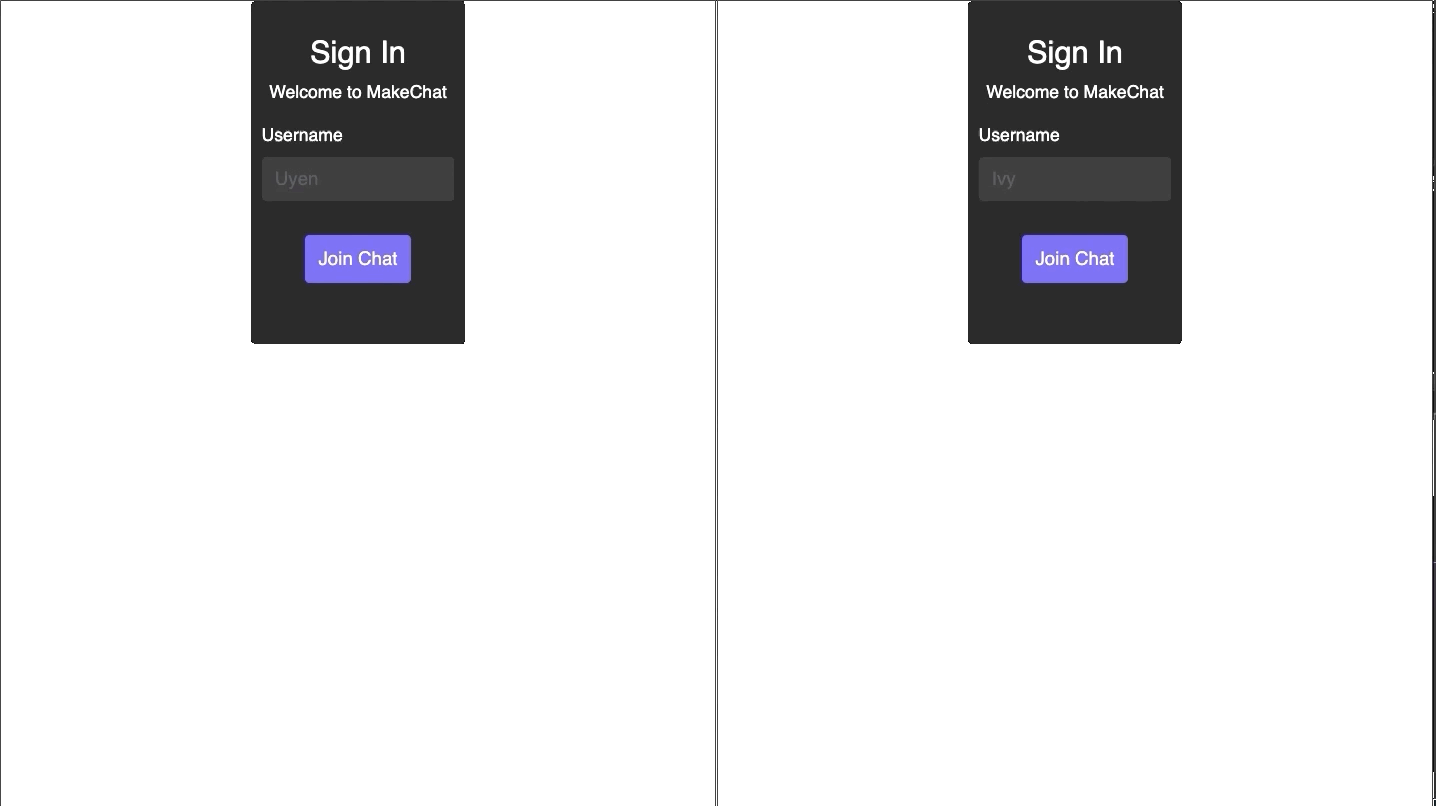 Sign In
Welcome to MakeChat
Username
Uyen
Join Chat
Sign In
Welcome to MakeChat
Username
Ivy
Join Chat